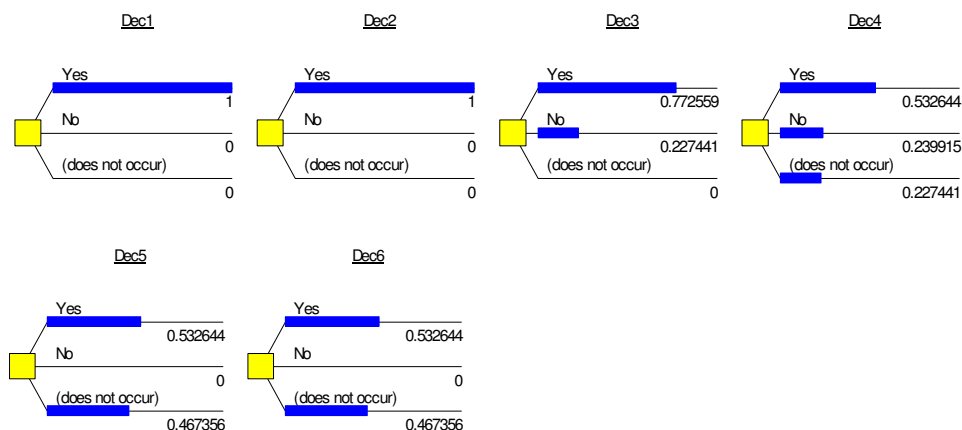 Dec1
Dec2
Dec3
Dec4
Yes
1
No
0
(does not occur)
0
Yes
1
No
0
(does not occur)
0
Yes
0.772559
No
0.227441
(does not occur)
0
Yes
0.532644
No
0.239915
(does not occur)
0.227441
Dec5
Dec6
Yes
0.532644
No
0
(does not occur)
0.467356
Yes
0.532644
No
0
(does not occur)
0.467356